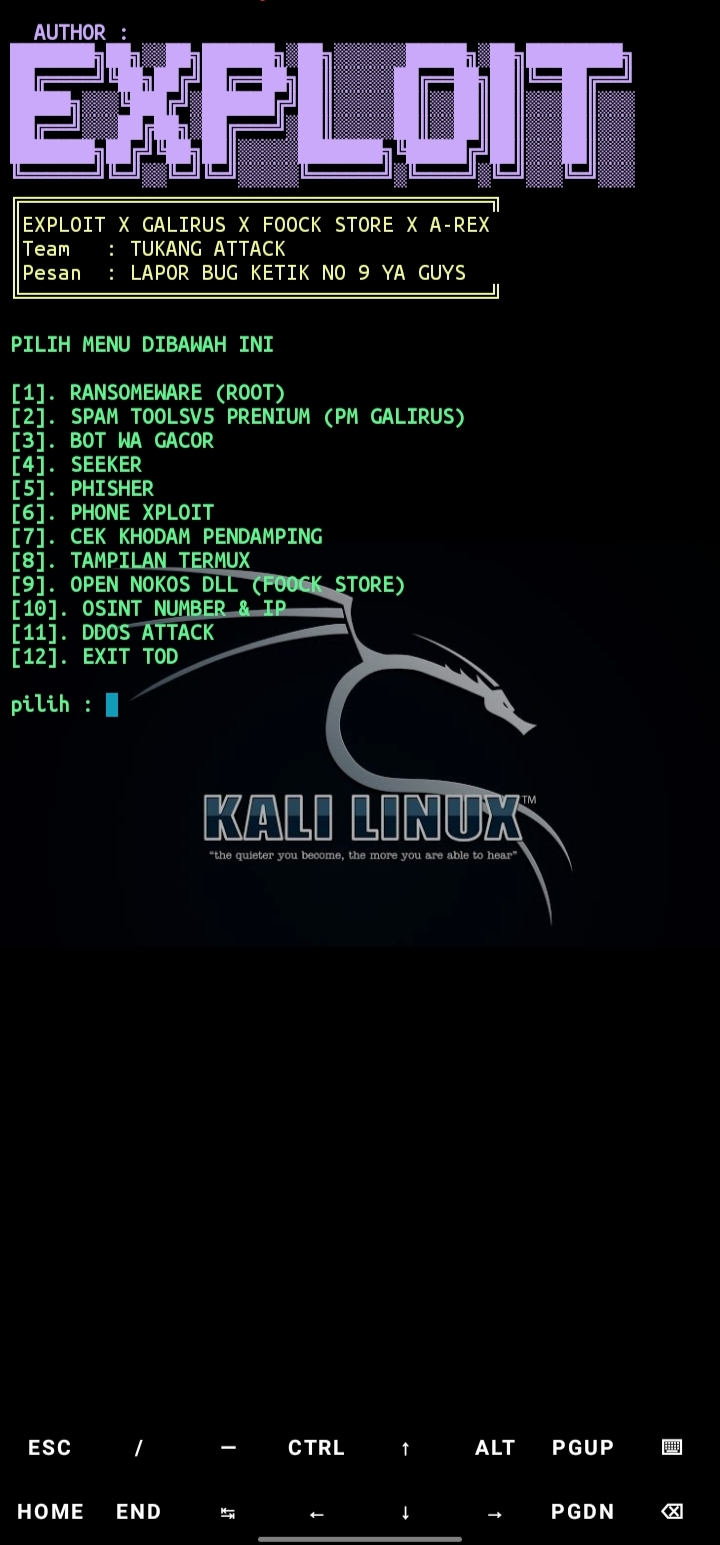 AUTHOR :
EXPLOIT
EXPLOIT X GALIRUS X FOOCK STORE X A-REX
Team : TUKANG ATTACK
Pesan : LAPOR BUG KETIK NO 9 YA GUYS
PILIH MENU DIBAWAH INI
[1]. RANSOMEWARE (ROOT)
[2]. SPAM TOOLSV5 PRENIUM (PM GALIRUS)
[3]. BOT WA GACOR
[4]. SEEKER
[5]. PHISHER
[6]. PHONE XPLOIT
[7]. CEK KHODAM PENDAMPING
[8]. TAMPILAN TERMUX
[9]. OPEN NOKOS DLL (FOOCK STORE)
[10]. OSINT NUMBER & IP
[11]. DDOS ATTACK
[12]. EXIT TOD
pilih :
KALI LINUX™
"the quieter you become, the more you are able to hear"
ESC / — CTRL ↑ ALT PGUP
HOME END ↹ ← ↓ → PGDN